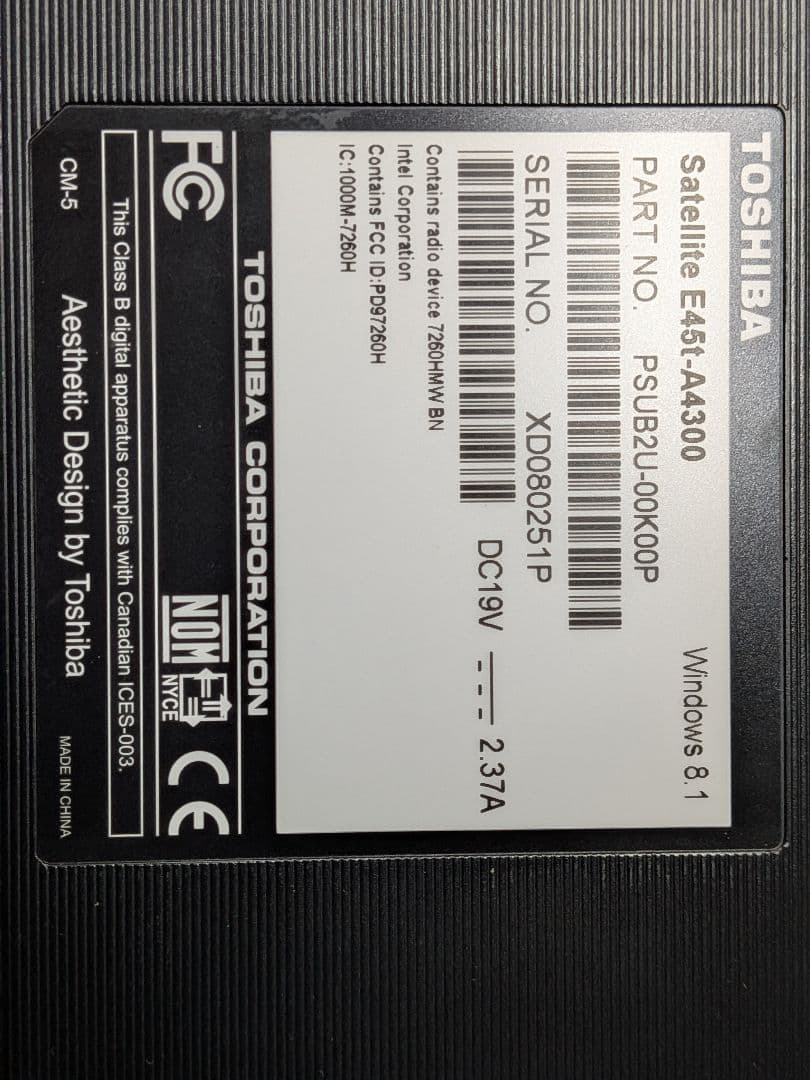 TOSHIBA
Satellite E45t-A4300 Windows 8.1
PART NO. PSUB2U-00K00P
SERIAL NO. XD080251P
DC19V 2.37A
Contains radio device 7260HMW BN
Intel Corporation
Contains FCC ID:PD97260H
IC:1000M-7260H
TOSHIBA CORPORATION
FC NOM NYCE CE
This Class B digital apparatus complies with Canadian ICES-003.
CM-5 Aesthetic Design by Toshiba MADE IN CHINA